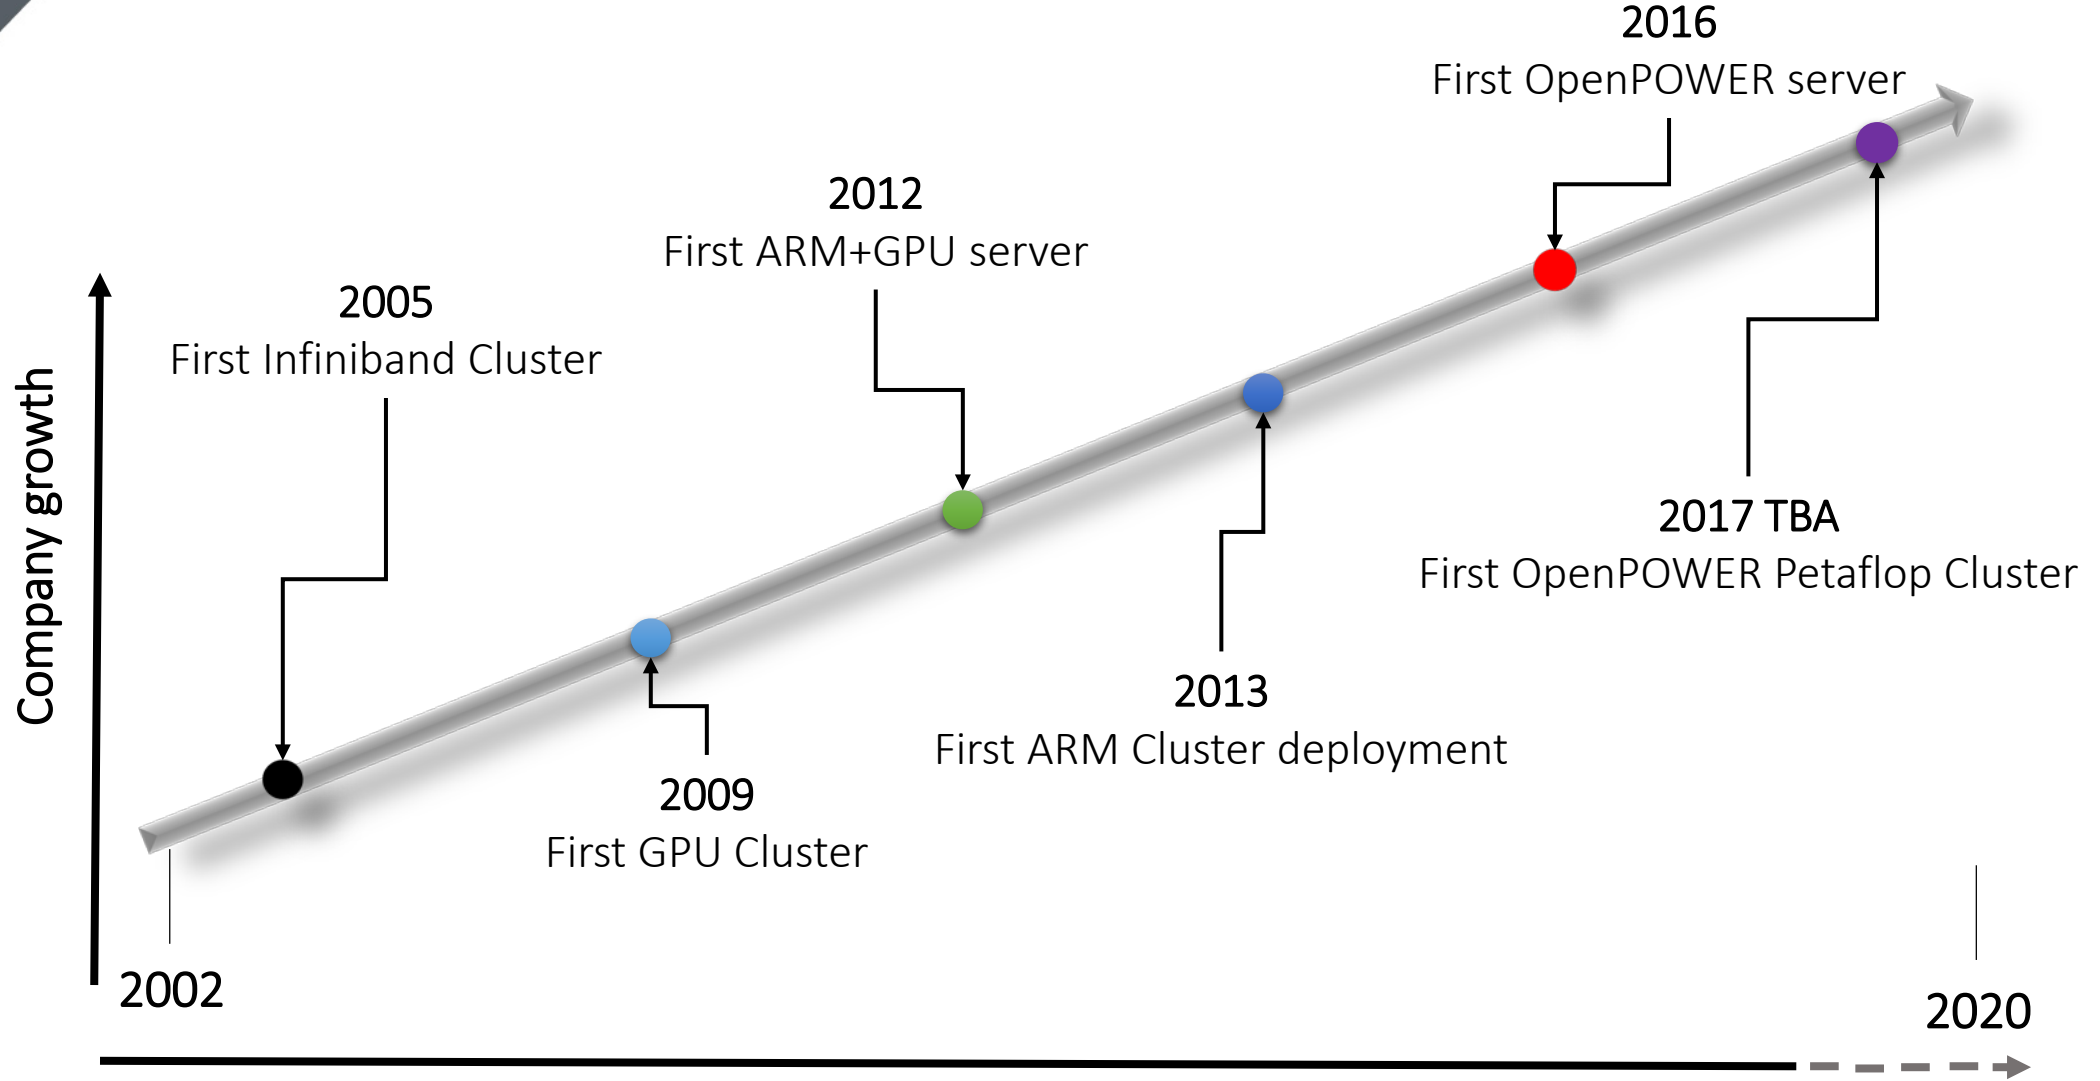 2016
First OpenPOWER server
2012
First ARM+GPU server
2005
First Infiniband Cluster
Company growth
2017 TBA
First OpenPOWER Petaflop Cluster
2013
First ARM Cluster deployment
2009
First GPU Cluster
2002
2020